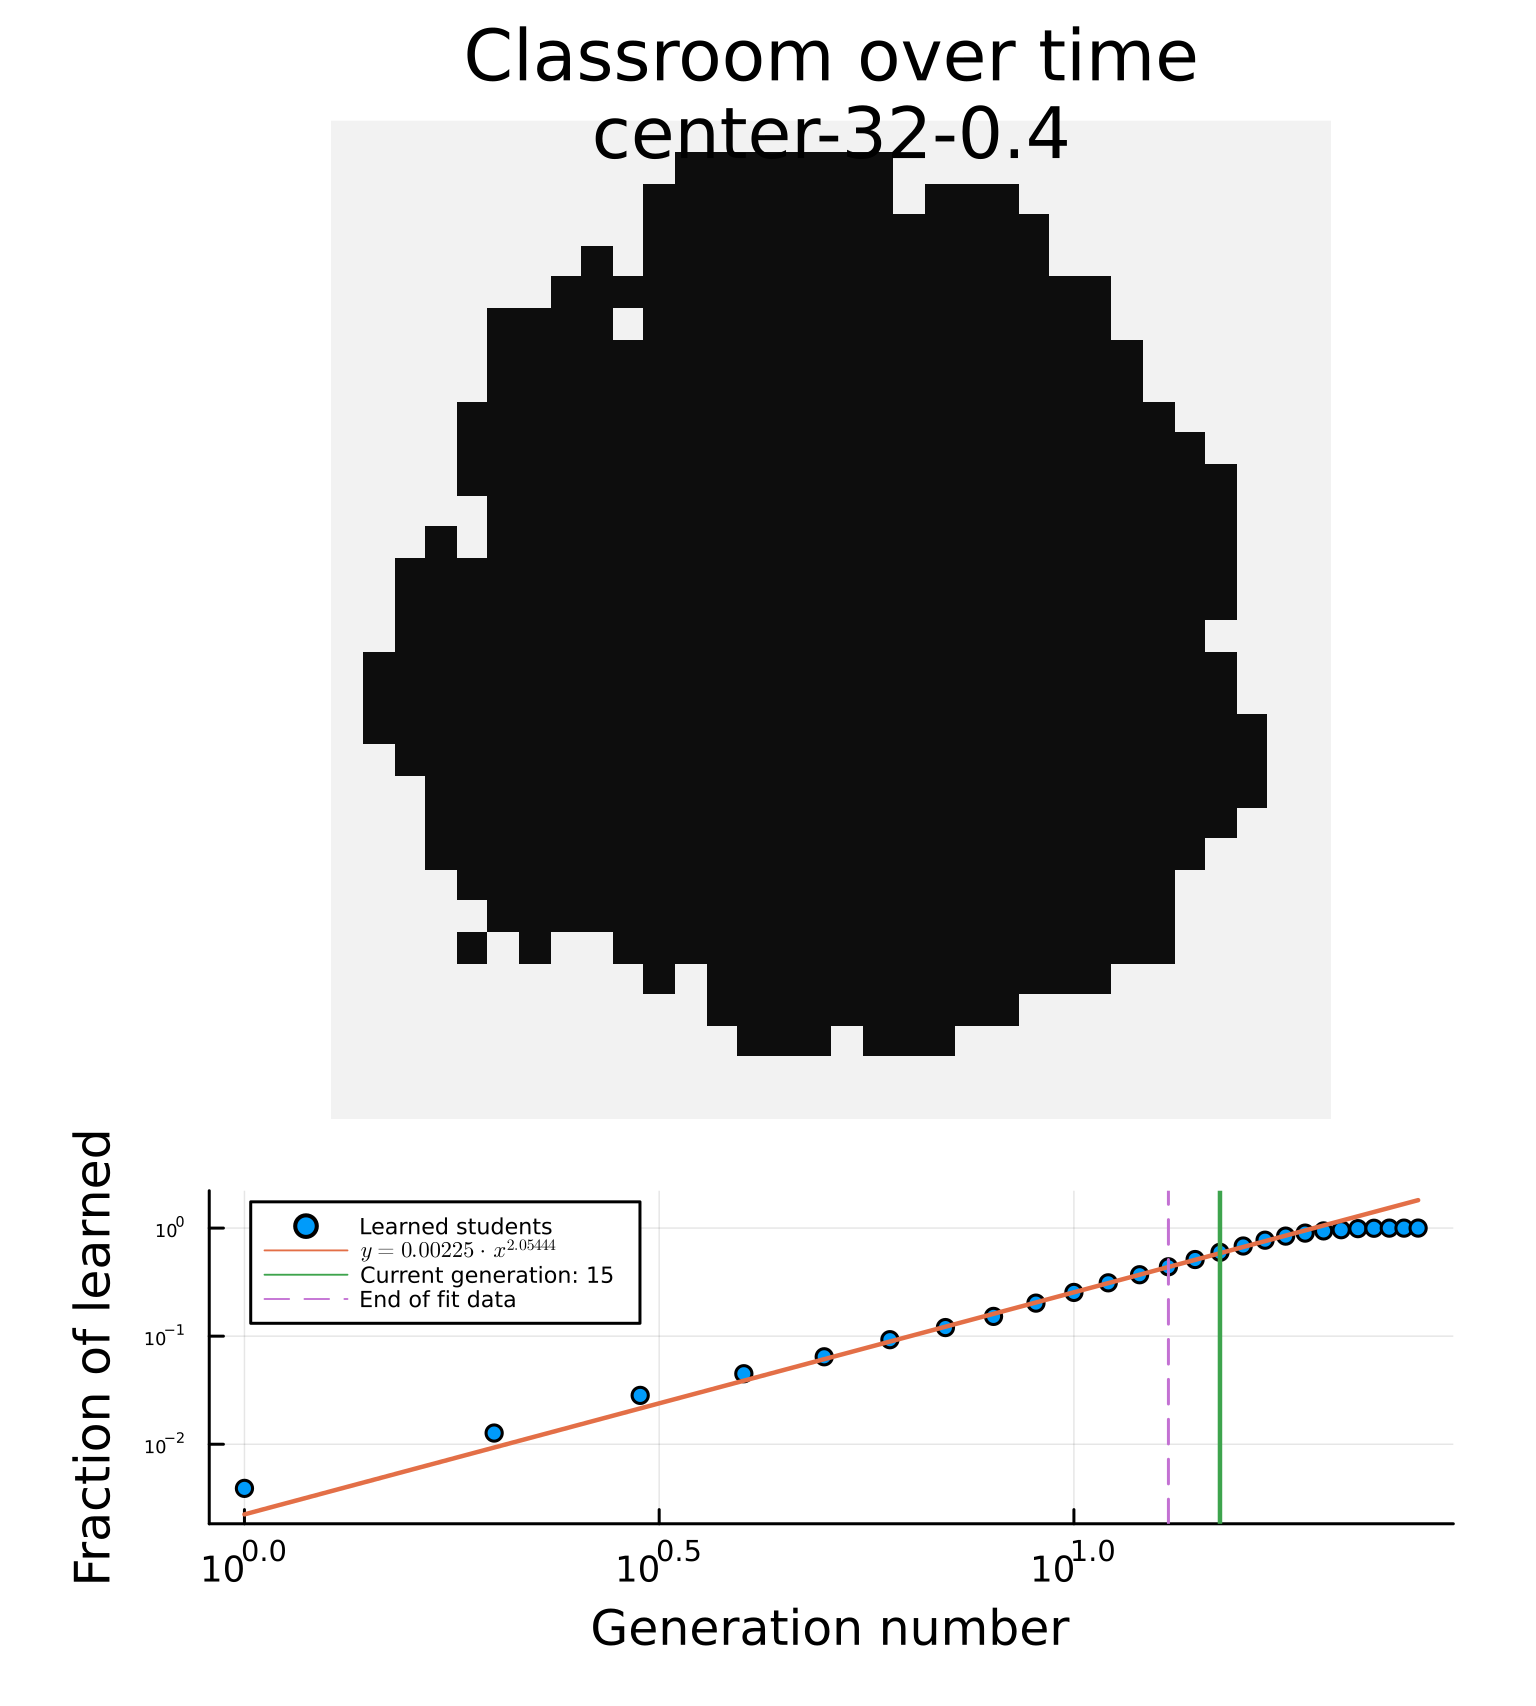 Classroom over time
center-32-0.4
Fraction of learned
10^0
10^−1
10^−2
Learned students
y = 0.00225 · x^2.05444
Current generation: 15
End of fit data
10^0.0
10^0.5
10^1.0
Generation number